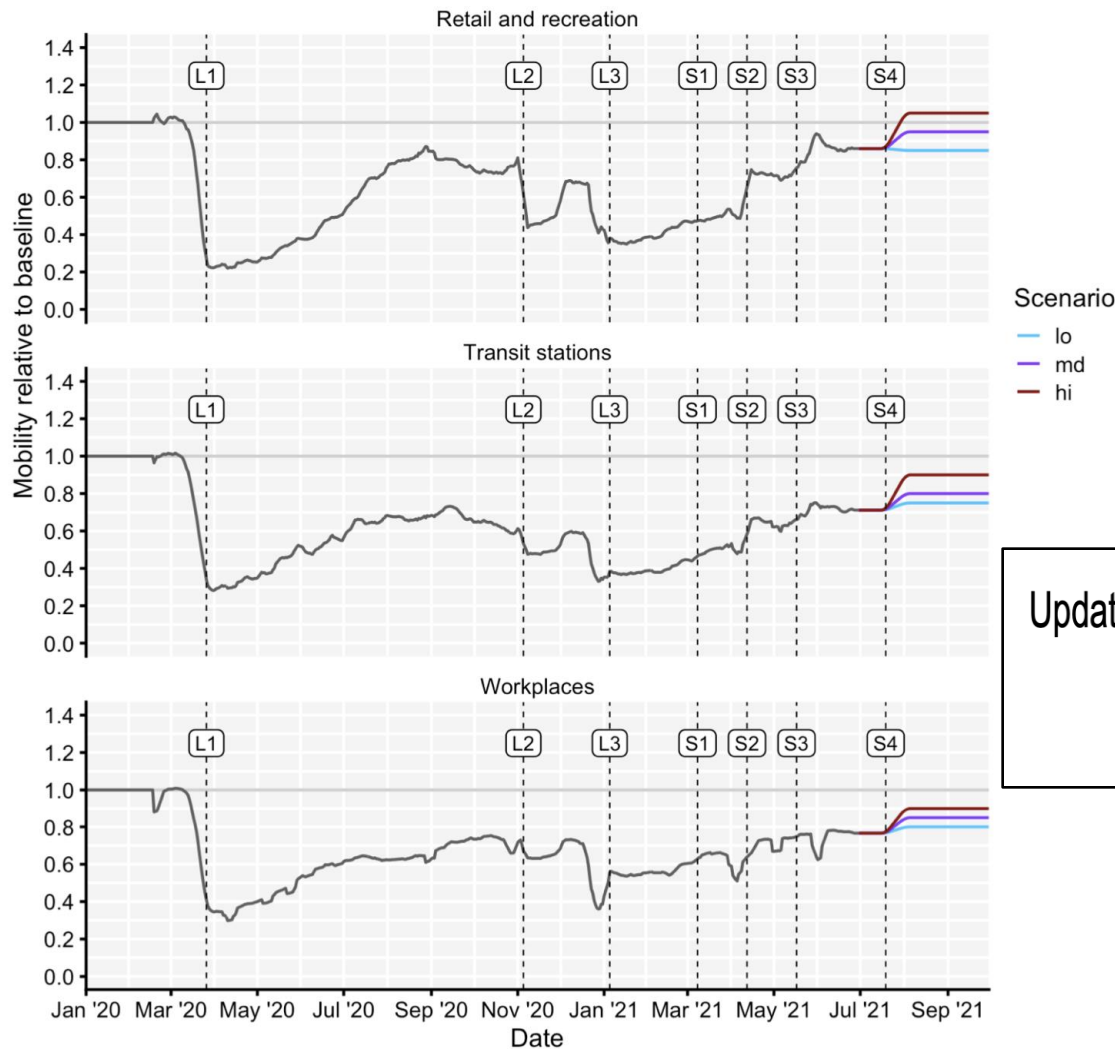 Retail and recreation
1.4
1.2
1.0
0.8
0.6
0.4
0.2
0.0
L1 L2 L3 S1 S2 S3 S4
Transit stations
1.4
1.2
1.0
0.8
0.6
0.4
0.2
0.0
L1 L2 L3 S1 S2 S3 S4
Workplaces
1.4
1.2
1.0
0.8
0.6
0.4
0.2
0.0
L1 L2 L3 S1 S2 S3 S4
Jan '20 Mar '20 May '20 Jul '20 Sep '20 Nov '20 Jan '21 Mar '21 May '21 Jul '21 Sep '21
Date
Mobility relative to baseline
Scenario
lo
md
hi
Updat